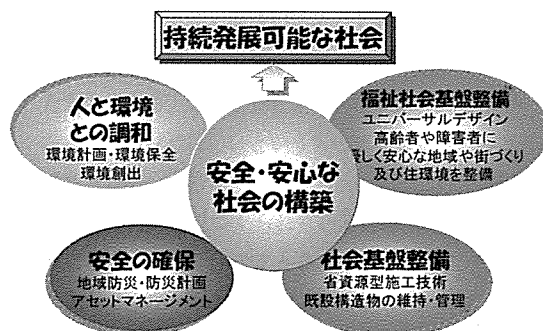 持続発展可能な社会
人と環境
との調和
環境計画・環境保全
環境創出
福祉社会基盤整備
ユニバーサルデザイン
高齢者や障害者に
優しく安心な地域や街づくり
及び住環境を整備
安全・安心な
社会の構築
安全の確保
地域防災・防災計画
アセットマネージメント
社会基盤整備
省資源型施工技術
既設構造物の維持・管理